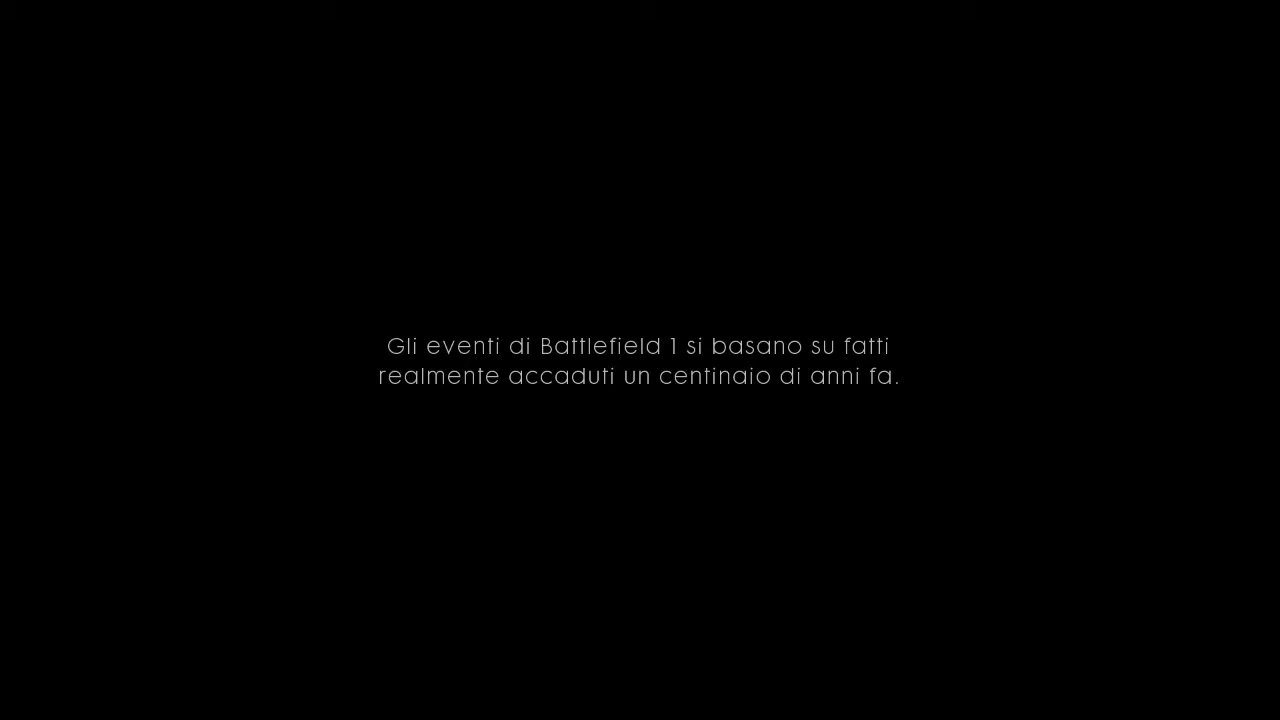 Gli eventi di Battlefield 1 si basano su fatti
realmente accaduti un centinaio di anni fa.